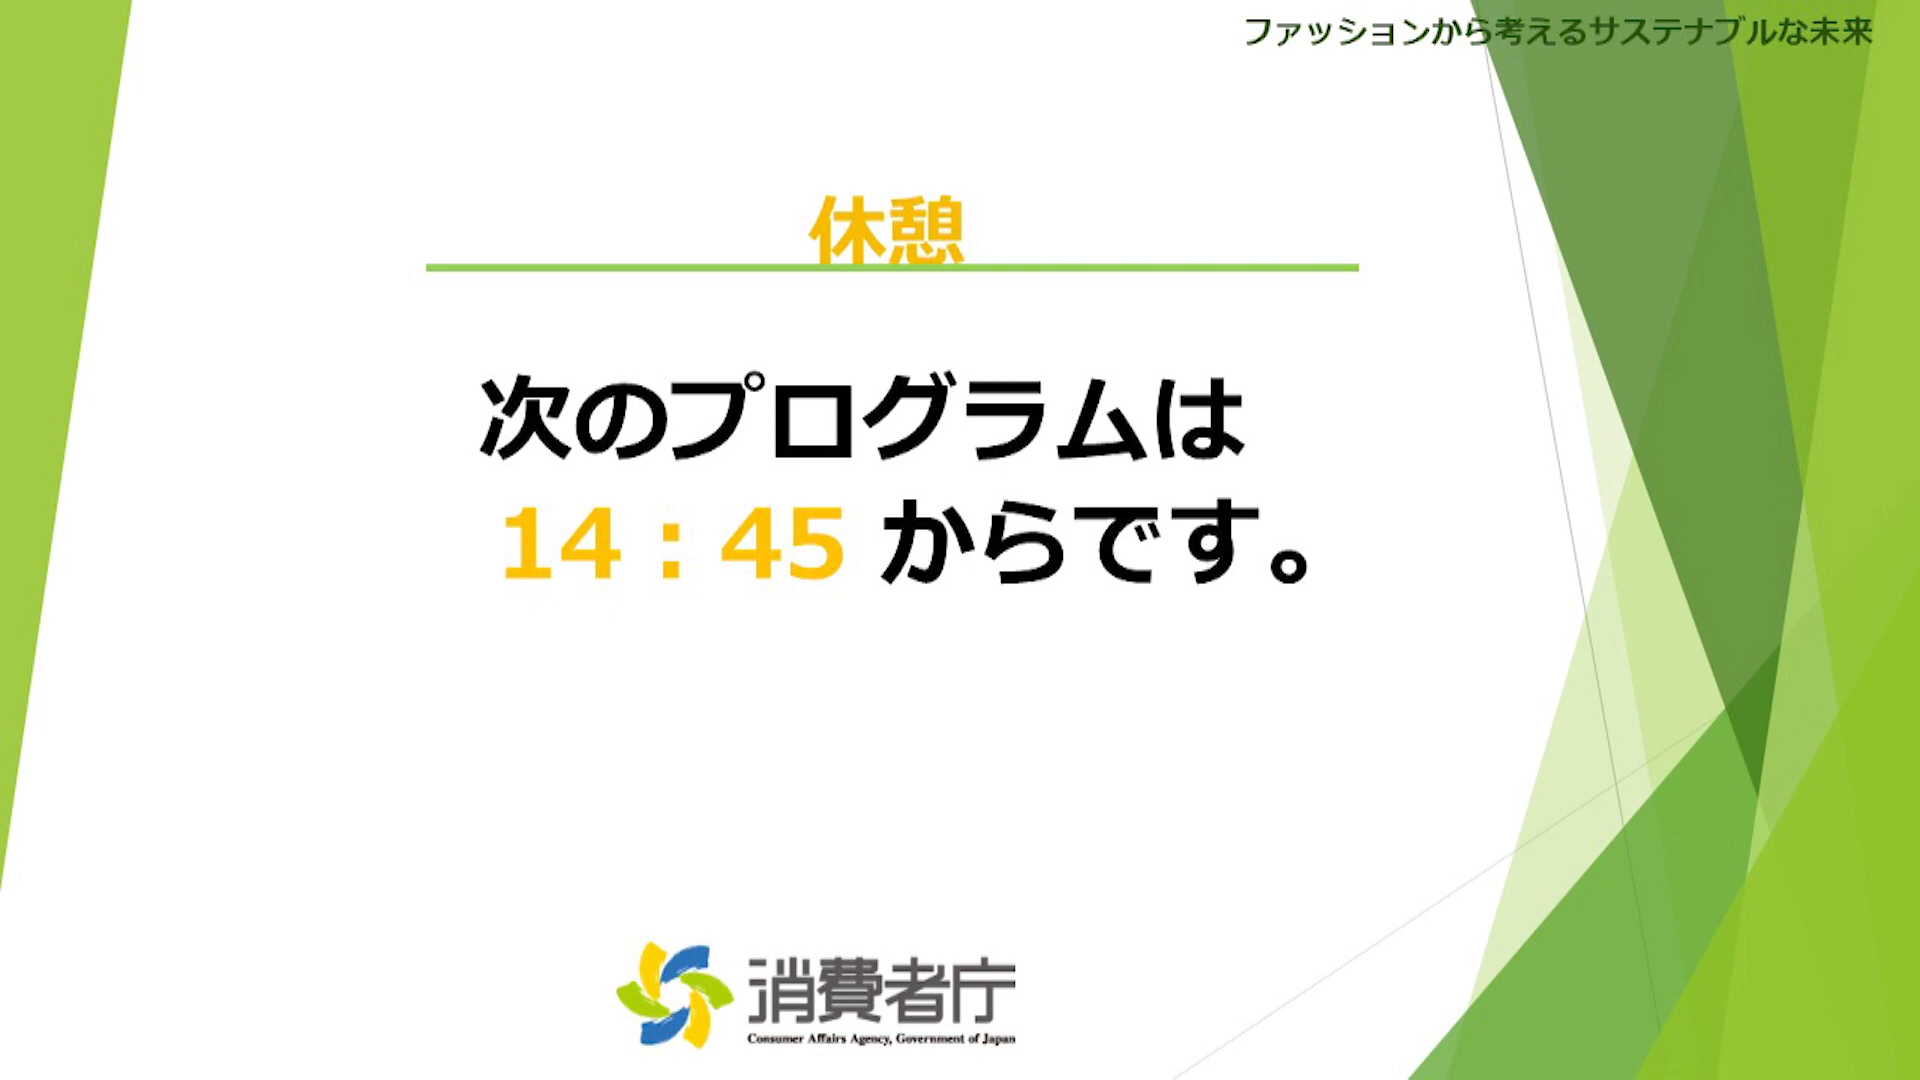 ファッションから考えるサステナブルな未来
休憩
次のプログラムは
14：45 からです。
消費者庁
Consumer Affairs Agency, Government of Japan